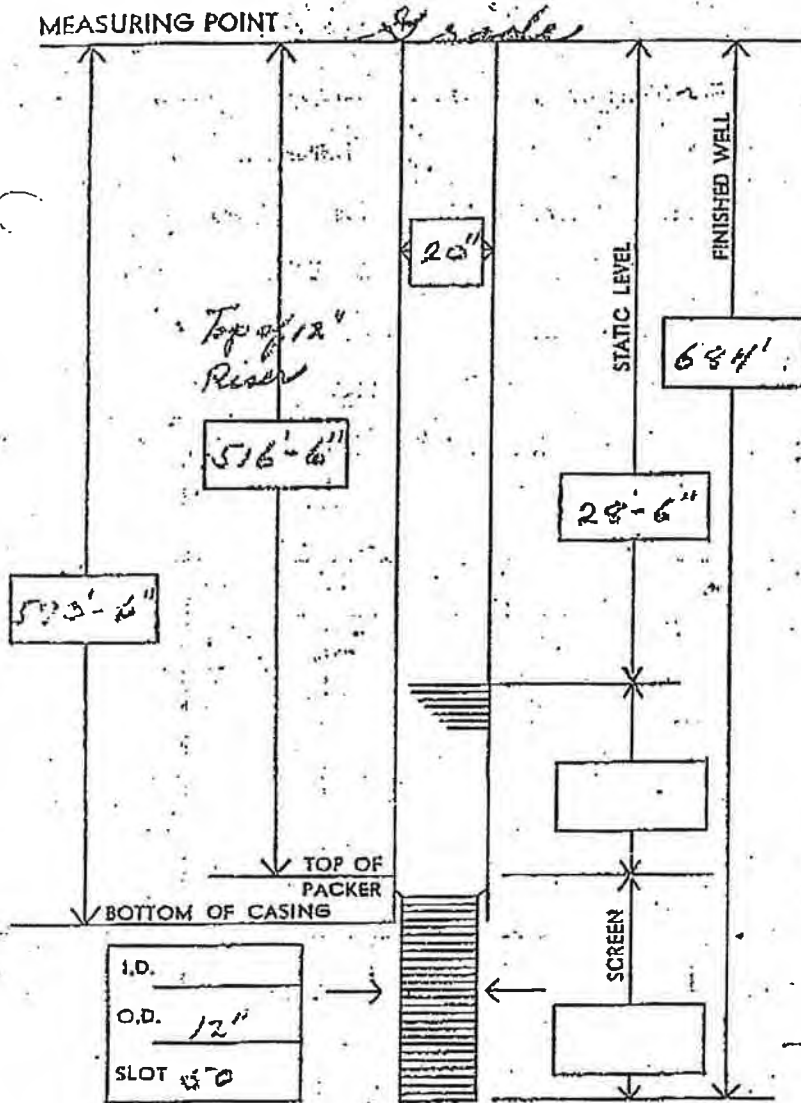 MEASURING POINT
20"
STATIC LEVEL
FINISHED WELL
684'
Top of 12"
Riser
516'-6"
28'-6"
TOP OF
PACKER
BOTTOM OF CASING
SCREEN
I.D.
O.D. 12"
SLOT